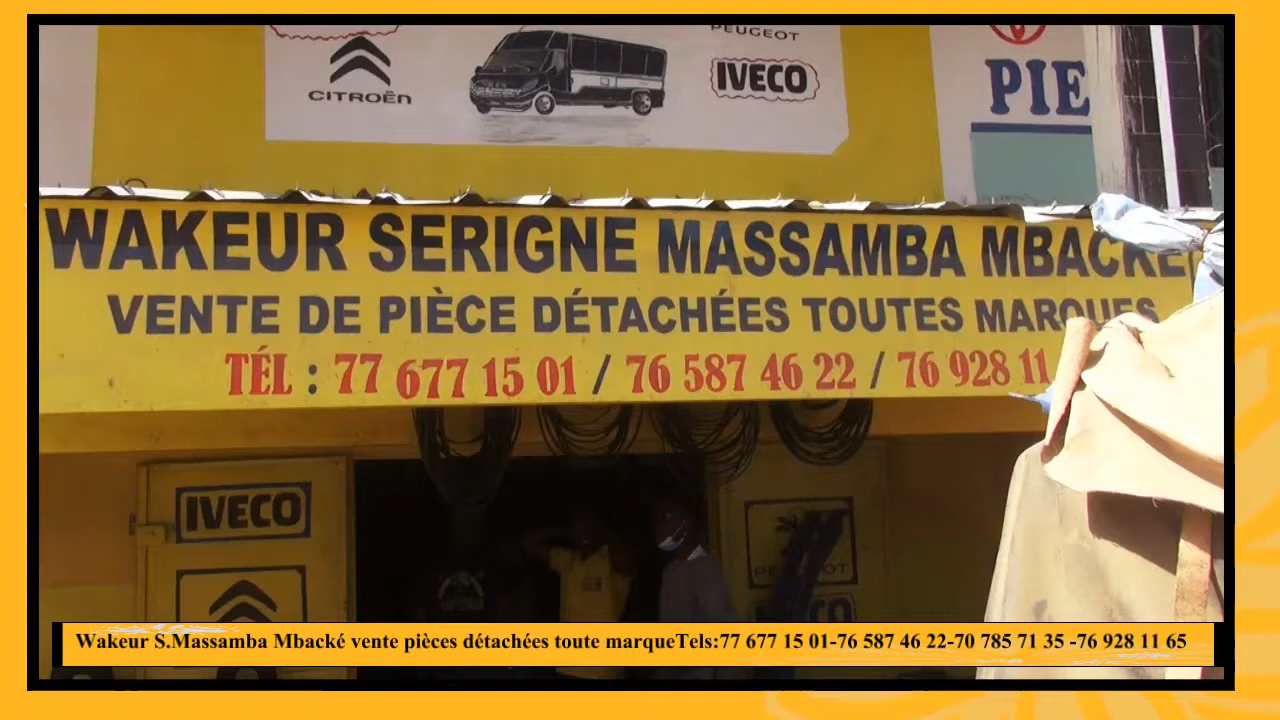 PEUGEOT
CITROËN
IVECO
PIE
WAKEUR SERIGNE MASSAMBA MBACKE
VENTE DE PIÈCE DÉTACHÉES TOUTES MARQUES
TÉL : 77 677 15 01 / 76 587 46 22 / 76 928 11
IVECO
PEUGEOT
Wakeur S.Massamba Mbacké vente pièces détachées toute marqueTels:77 677 15 01-76 587 46 22-70 785 71 35 -76 928 11 65